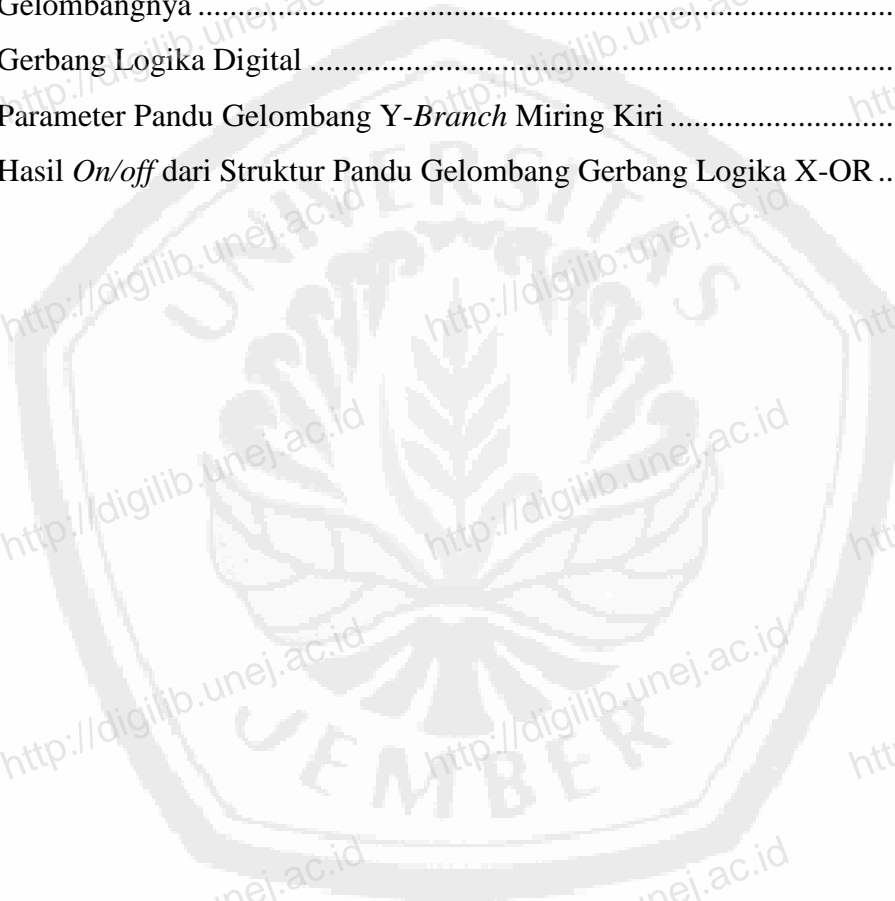 Gelombangnya ....................................................................................
Gerbang Logika Digital .......................................................................
Parameter Pandu Gelombang Y-Branch Miring Kiri ............................
Hasil On/off dari Struktur Pandu Gelombang Gerbang Logika X-OR ..
UNIVERSITAS
JEMBER
http://digilib.unej.ac.id
http://digilib.unej.ac.id
http://digilib.unej.ac.id
http://digilib.unej.ac.id
http://digilib.unej.ac.id
http://digilib.unej.ac.id
http://digilib.unej.ac.id
http://digilib.unej.ac.id